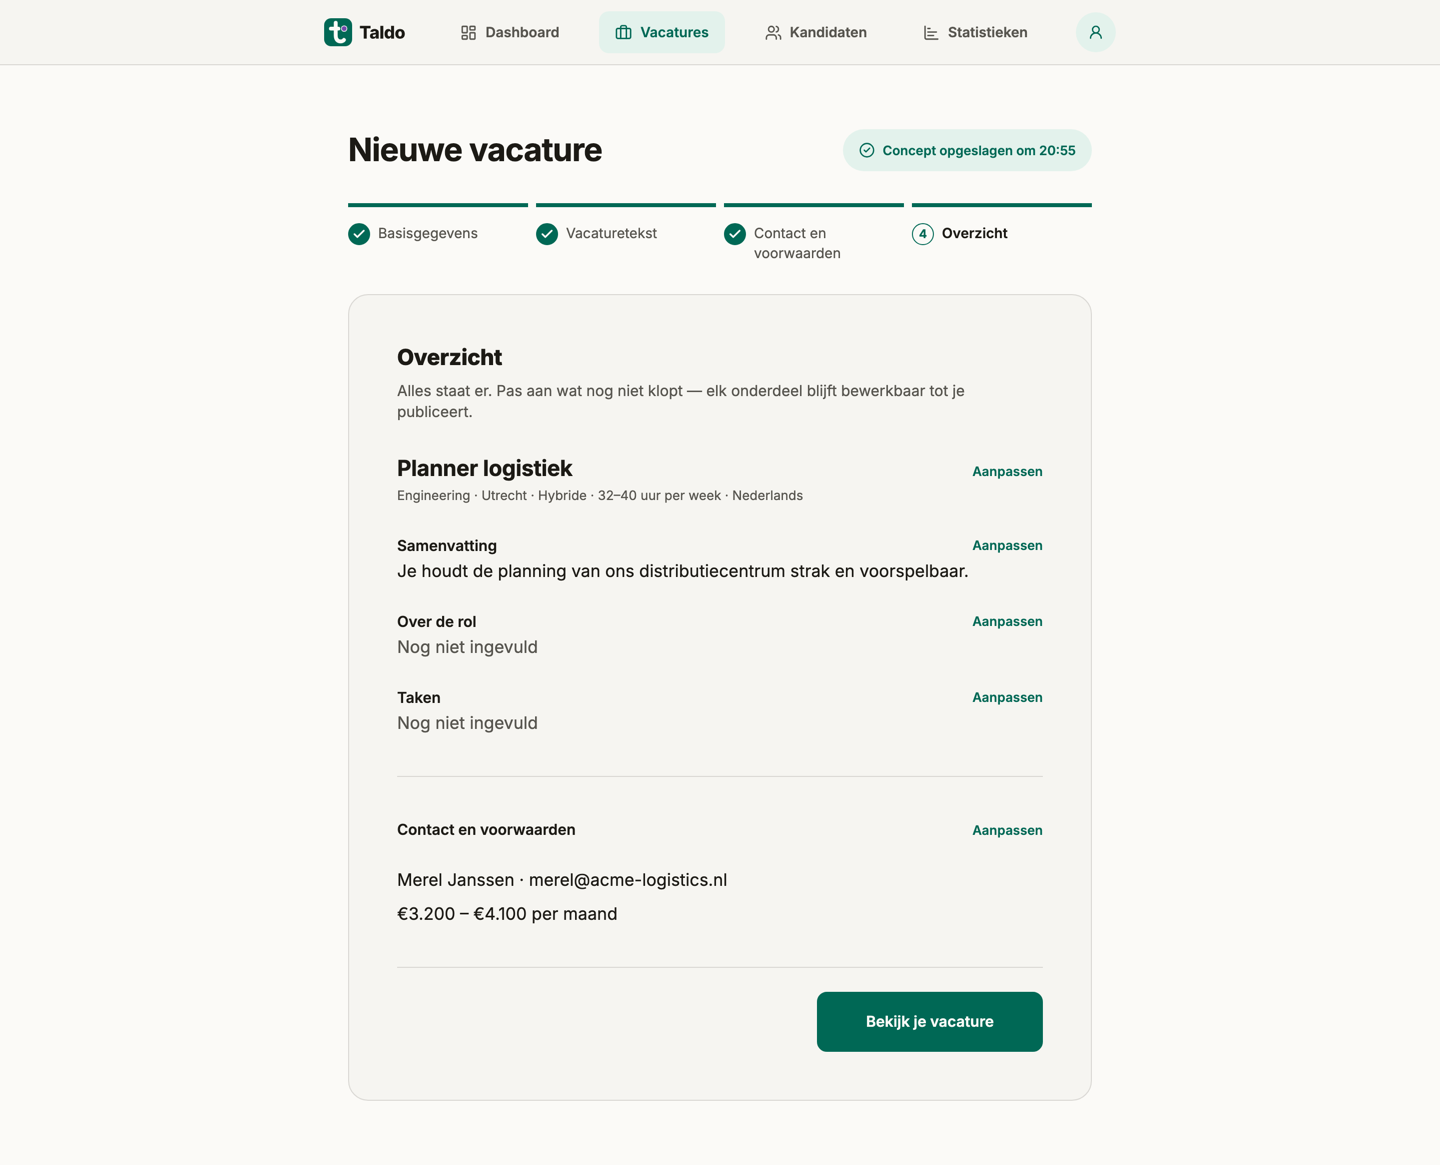 Taldo
Dashboard
Vacatures
Kandidaten
Statistieken
Nieuwe vacature
Concept opgeslagen om 20:55
Basisgegevens
Vacaturetekst
Contact en
voorwaarden
4 Overzicht
Overzicht
Alles staat er. Pas aan wat nog niet klopt — elk onderdeel blijft bewerkbaar tot je
publiceert.
Planner logistiek
Aanpassen
Engineering · Utrecht · Hybride · 32–40 uur per week · Nederlands
Samenvatting
Aanpassen
Je houdt de planning van ons distributiecentrum strak en voorspelbaar.
Over de rol
Aanpassen
Nog niet ingevuld
Taken
Aanpassen
Nog niet ingevuld
Contact en voorwaarden
Aanpassen
Merel Janssen · merel@acme-logistics.nl
€3.200 – €4.100 per maand
Bekijk je vacature